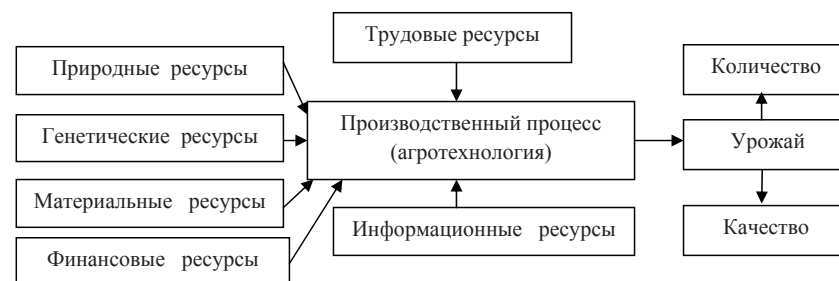 Трудовые ресурсы
Природные ресурсы
Количество
Генетические ресурсы
Производственный процесс
(агротехнология)
Урожай
Материальные ресурсы
Информационные ресурсы
Качество
Финансовые ресурсы